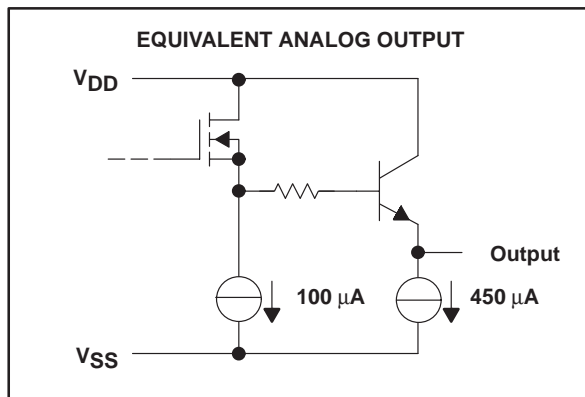 EQUIVALENT ANALOG OUTPUT
VDD
Output
100 µA
450 µA
VSS